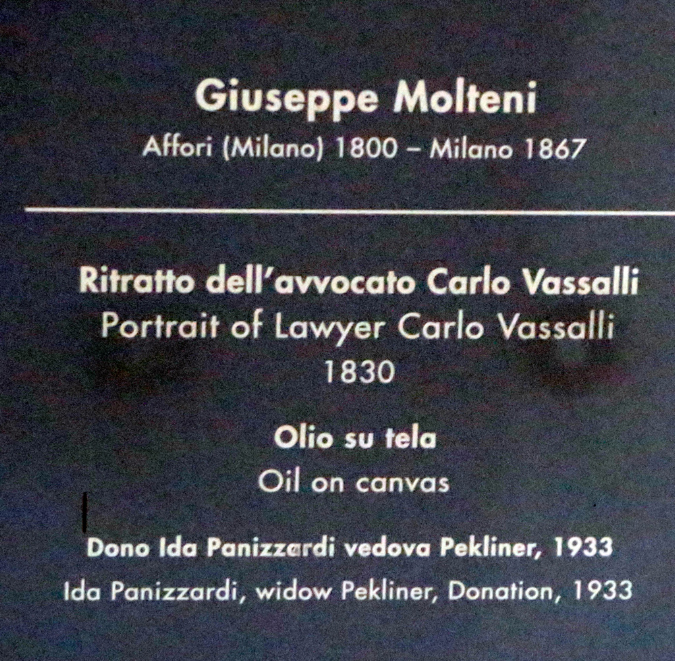 Giuseppe Molteni
Affori (Milano) 1800 – Milano 1867
Ritratto dell'avvocato Carlo Vassalli
Portrait of Lawyer Carlo Vassalli
1830
Olio su tela
Oil on canvas
Dono Ida Panizzardi vedova Pekliner, 1933
Ida Panizzardi, widow Pekliner, Donation, 1933